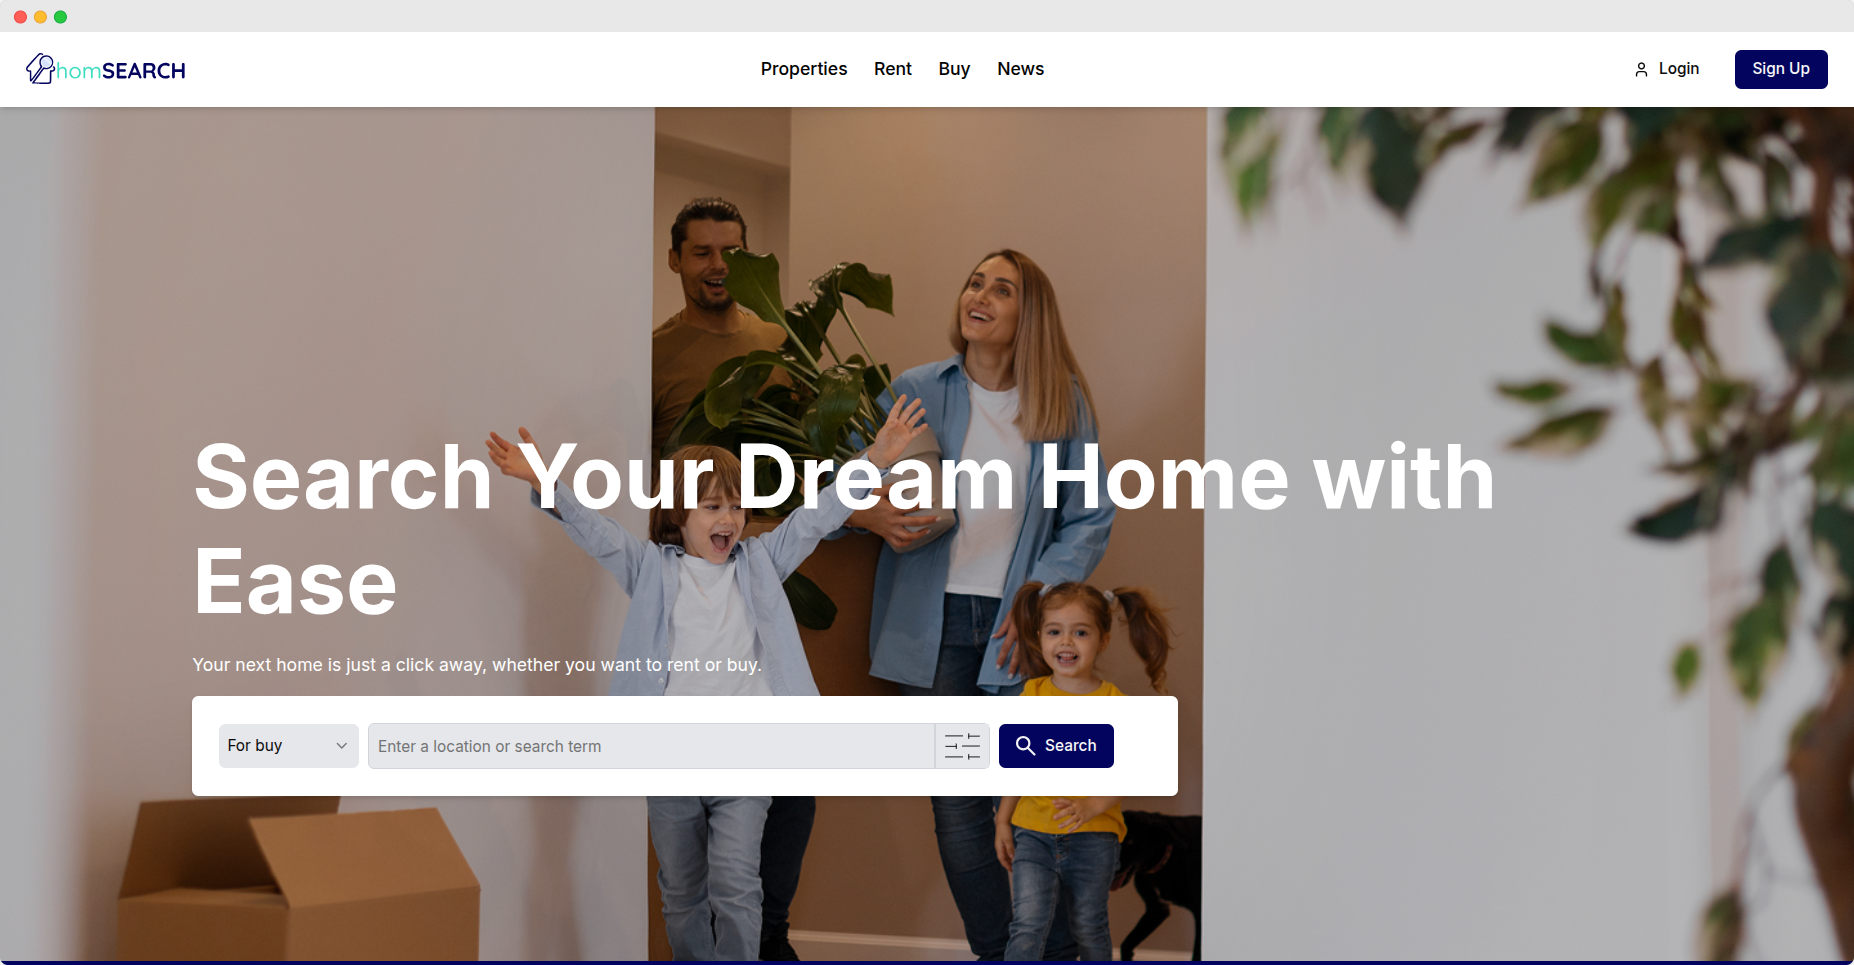 homSEARCH
Properties Rent Buy News
Login
Sign Up
Search Your Dream Home with
Ease
Your next home is just a click away, whether you want to rent or buy.
For buy
Enter a location or search term
Search